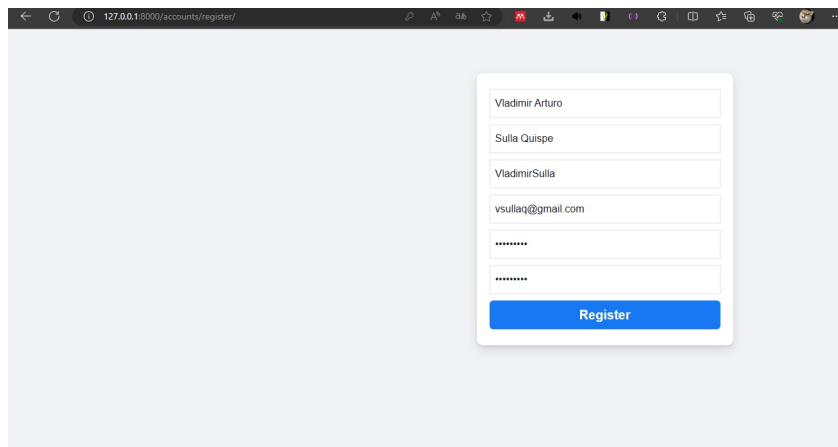 127.0.0.1:8000/accounts/register/
Vladimir Arturo
Sulla Quispe
VladimirSulla
vsullaq@gmail.com
•••••••••
•••••••••
Register